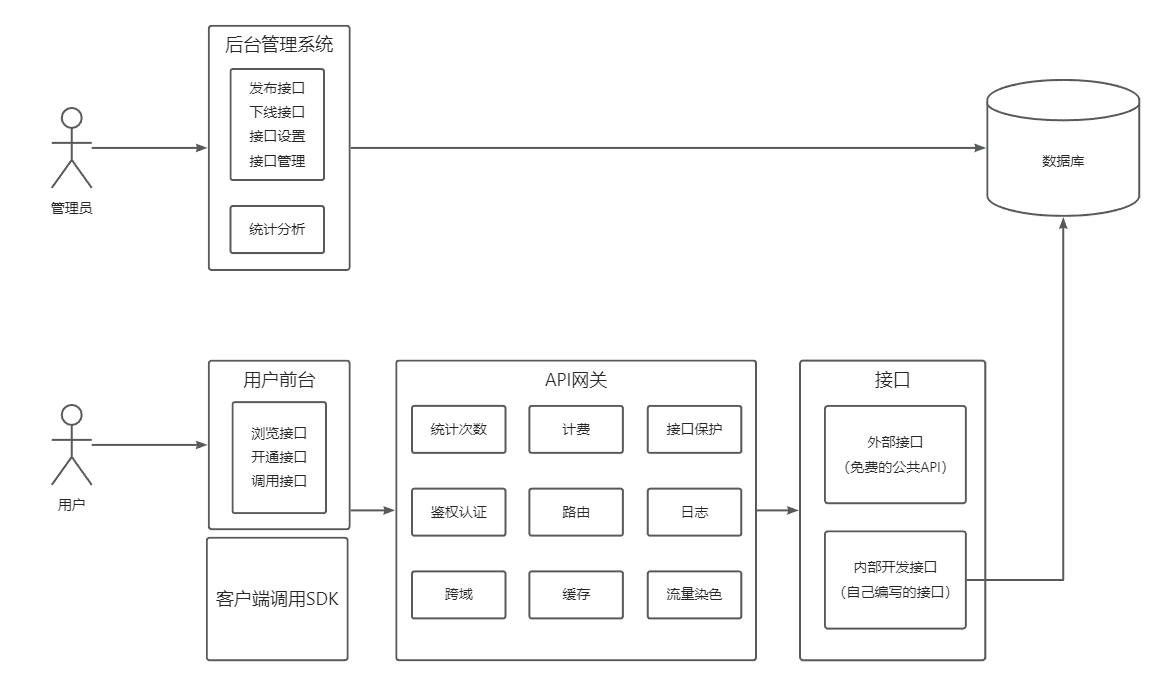 后台管理系统
发布接口
下线接口
接口设置
接口管理
统计分析
管理员
数据库
用户前台
浏览接口
开通接口
调用接口
用户
客户端调用SDK
API网关
统计次数
计费
接口保护
鉴权认证
路由
日志
跨域
缓存
流量染色
接口
外部接口
（免费的公共API）
内部开发接口
（自己编写的接口）